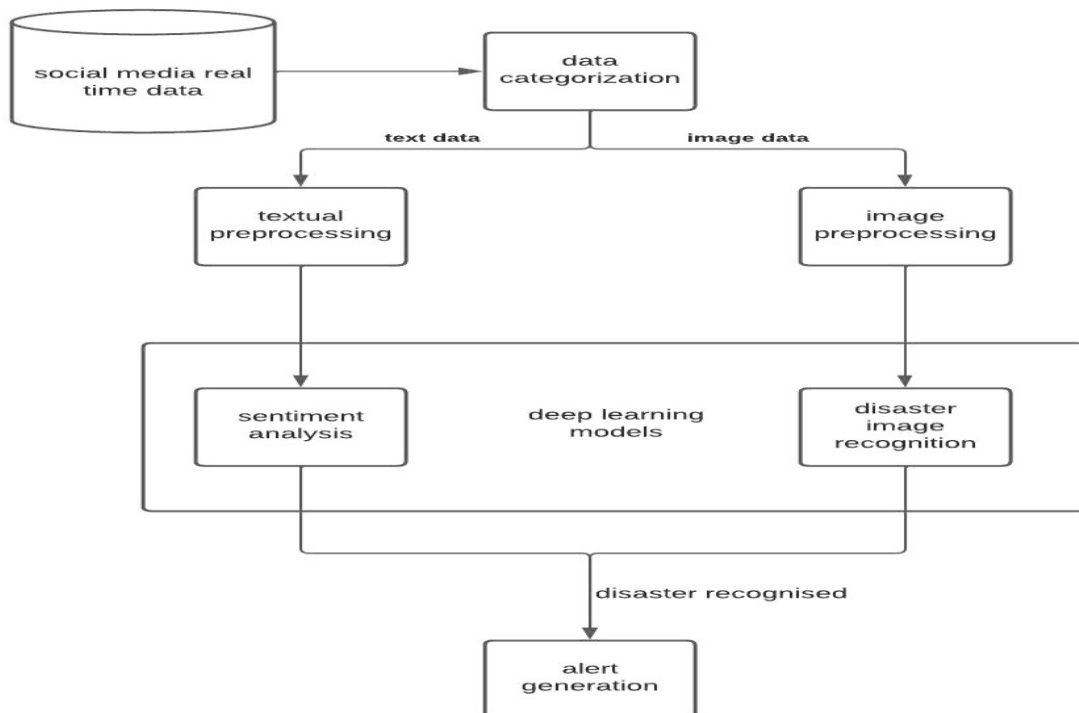 social media real
time data
data
categorization
text data
image data
textual
preprocessing
image
preprocessing
sentiment
analysis
deep learning
models
disaster
image
recognition
disaster recognised
alert
generation